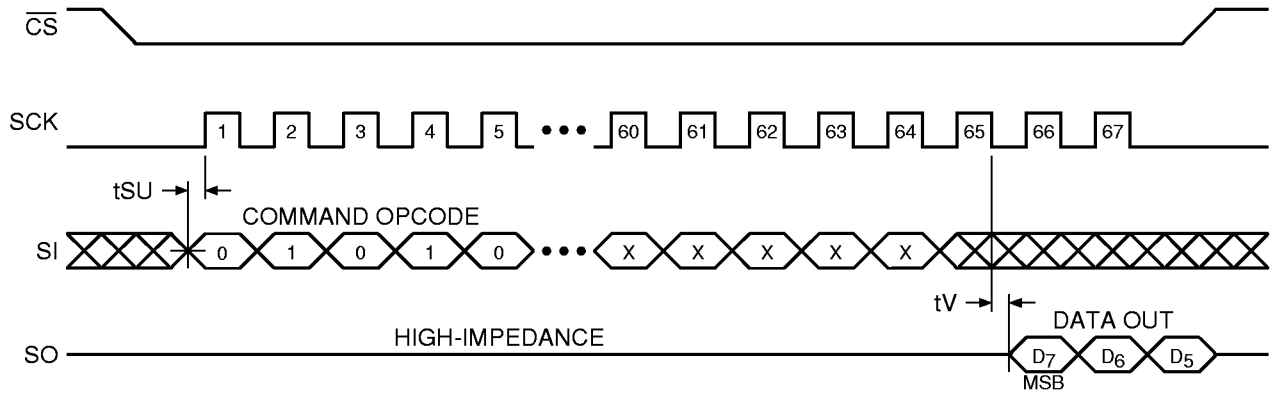 CS
SCK 1 2 3 4 5 ••• 60 61 62 63 64 65 66 67
tSU
COMMAND OPCODE
SI 0 1 0 1 0 ••• X X X X X
tV
DATA OUT
HIGH-IMPEDANCE
SO D7 D6 D5
MSB